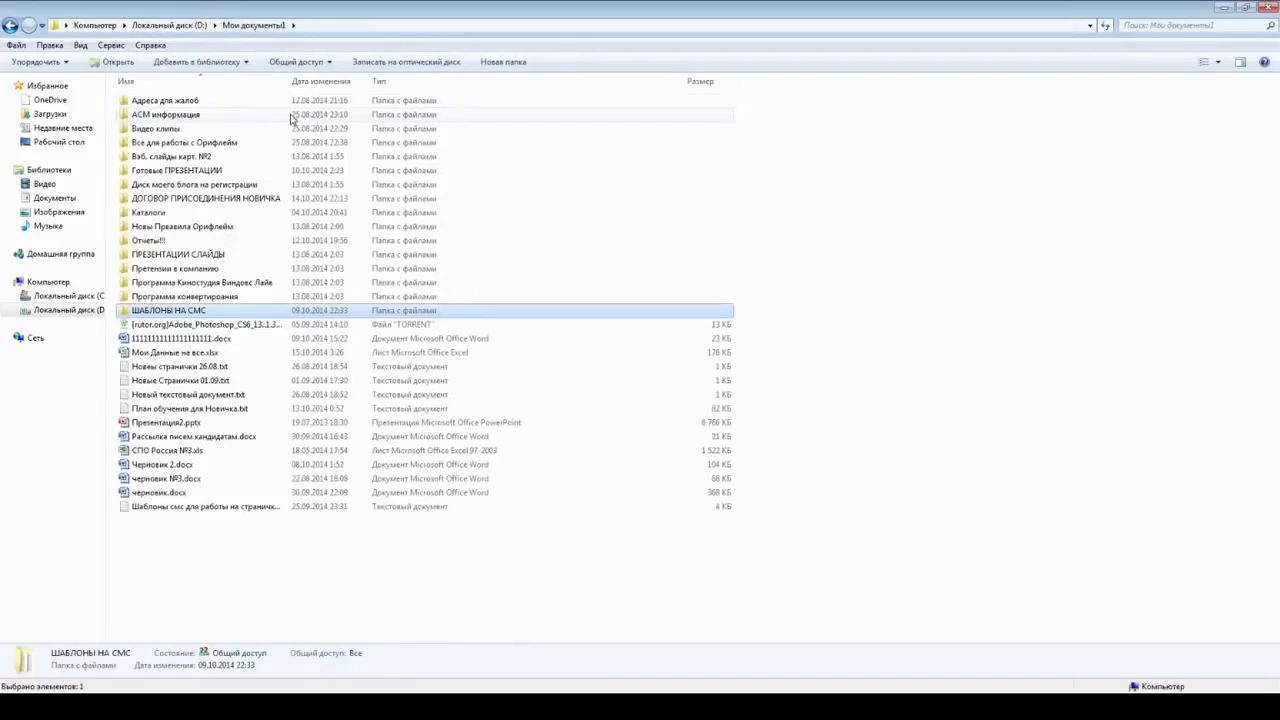 Компьютер ▸ Локальный диск (D:) ▸ Мои документы1 ▸
Поиск: Мои документы1
Файл Правка Вид Сервис Справка
Упорядочить Открыть Добавить в библиотеку Общий доступ Записать на оптический диск Новая папка
Имя Дата изменения Тип Размер
Избранное
OneDrive
Загрузки
Недавние места
Рабочий стол
Библиотеки
Видео
Документы
Изображения
Музыка
Домашняя группа
Компьютер
Локальный диск (C
Локальный диск (D
Сеть
Адреса для жалоб 12.08.2014 21:16 Папка с файлами
АСМ информация 25.08.2014 23:10 Папка с файлами
Видео клипы 25.08.2014 22:29 Папка с файлами
Все для работы с Орифлейм 25.08.2014 22:38 Папка с файлами
Вэб. слайды карт. №2 13.08.2014 1:55 Папка с файлами
Готовые ПРЕЗЕНТАЦИИ 10.10.2014 2:23 Папка с файлами
Диск моего блога на регистрации 13.08.2014 1:55 Папка с файлами
ДОГОВОР ПРИСОЕДИНЕНИЯ НОВИЧКА 14.10.2014 22:13 Папка с файлами
Каталоги 04.10.2014 20:41 Папка с файлами
Новы Првавила Орифлейм 13.08.2014 2:00 Папка с файлами
Отчеты!!! 12.10.2014 19:56 Папка с файлами
ПРЕЗЕНТАЦИИ СЛАЙДЫ 13.08.2014 2:03 Папка с файлами
Претензии в компанию 13.08.2014 2:03 Папка с файлами
Программа Киностудия Виндовс Лайв 13.08.2014 2:03 Папка с файлами
Программа конвертироания 13.08.2014 2:03 Папка с файлами
ШАБЛОНЫ НА СМС 09.10.2014 22:33 Папка с файлами
[rutor.org]Adobe_Photoshop_CS6_13..1.3... 05.09.2014 14:10 Файл "TORRENT" 13 КБ
11111111111111111111.docx 09.10.2014 15:22 Документ Microsoft Office Word 23 КБ
Мои Данные на все.xlsx 15.10.2014 3:26 Лист Microsoft Office Excel 176 КБ
Новеы странички 26.08.txt 26.08.2014 18:54 Текстовый документ 1 КБ
Новые Странички 01.09.txt 01.09.2014 17:30 Текстовый документ 1 КБ
Новый текстовый документ.txt 26.08.2014 18:52 Текстовый документ 1 КБ
План обучения для Новичка.txt 13.10.2014 0:52 Текстовый документ 82 КБ
Презентация2.pptx 19.07.2013 18:30 Презентация Microsoft Office PowerPoint 8 766 КБ
Рассылка писем кандидатам.docx 30.09.2014 16:43 Документ Microsoft Office Word 21 КБ
СПО Россия №3.xls 18.05.2014 17:54 Лист Microsoft Office Excel 97-2003 1 522 КБ
Черновик 2.docx 08.10.2014 1:52 Документ Microsoft Office Word 104 КБ
черновик №3.docx 22.08.2014 18:08 Документ Microsoft Office Word 68 КБ
черновик.docx 30.09.2014 22:09 Документ Microsoft Office Word 368 КБ
Шаблоны смс для работы на страничк... 25.09.2014 23:31 Текстовый документ 4 КБ
ШАБЛОНЫ НА СМС Состояние: Общий доступ Общий доступ: Все
Папка с файлами Дата изменения: 09.10.2014 22:33
Выбрано элементов: 1 Компьютер